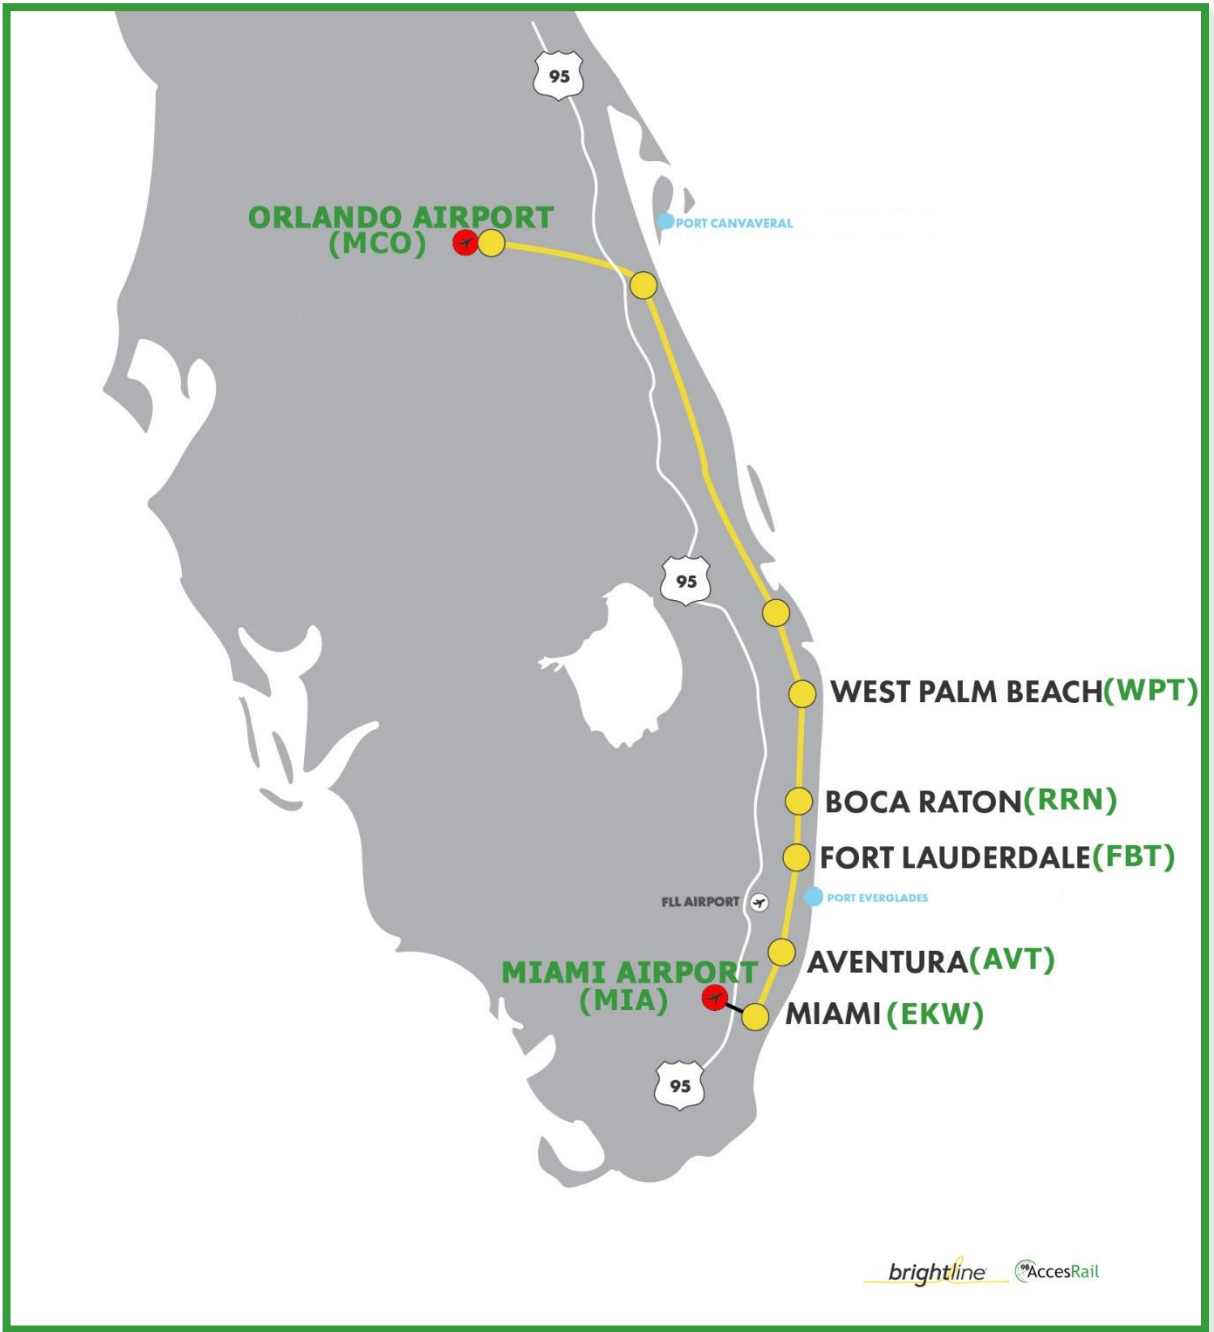 95
ORLANDO AIRPORT
(MCO)
PORT CANVAVERAL
95
WEST PALM BEACH(WPT)
BOCA RATON(RRN)
FORT LAUDERDALE(FBT)
FLL AIRPORT
PORT EVERGLADES
AVENTURA(AVT)
MIAMI AIRPORT
(MIA)
MIAMI (EKW)
95
brightline
9B AccesRail